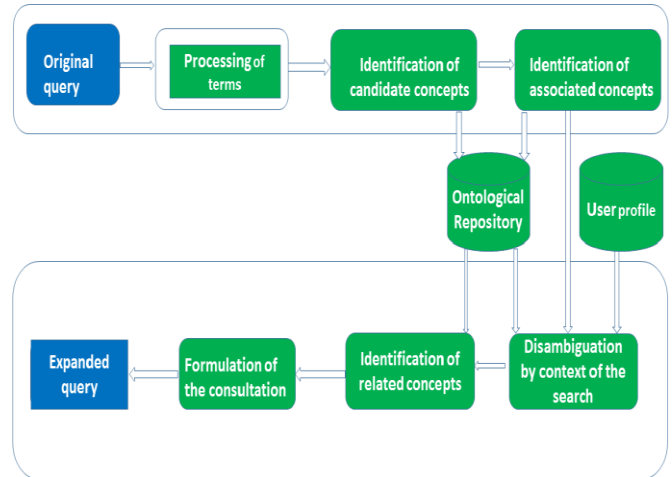 Original
query
Processing of
terms
Identification of
candidate concepts
Identification of
associated concepts
Ontological
Repository
User profile
Expanded
query
Formulation of
the consultation
Identification of
related concepts
Disambiguation
by context of the
search